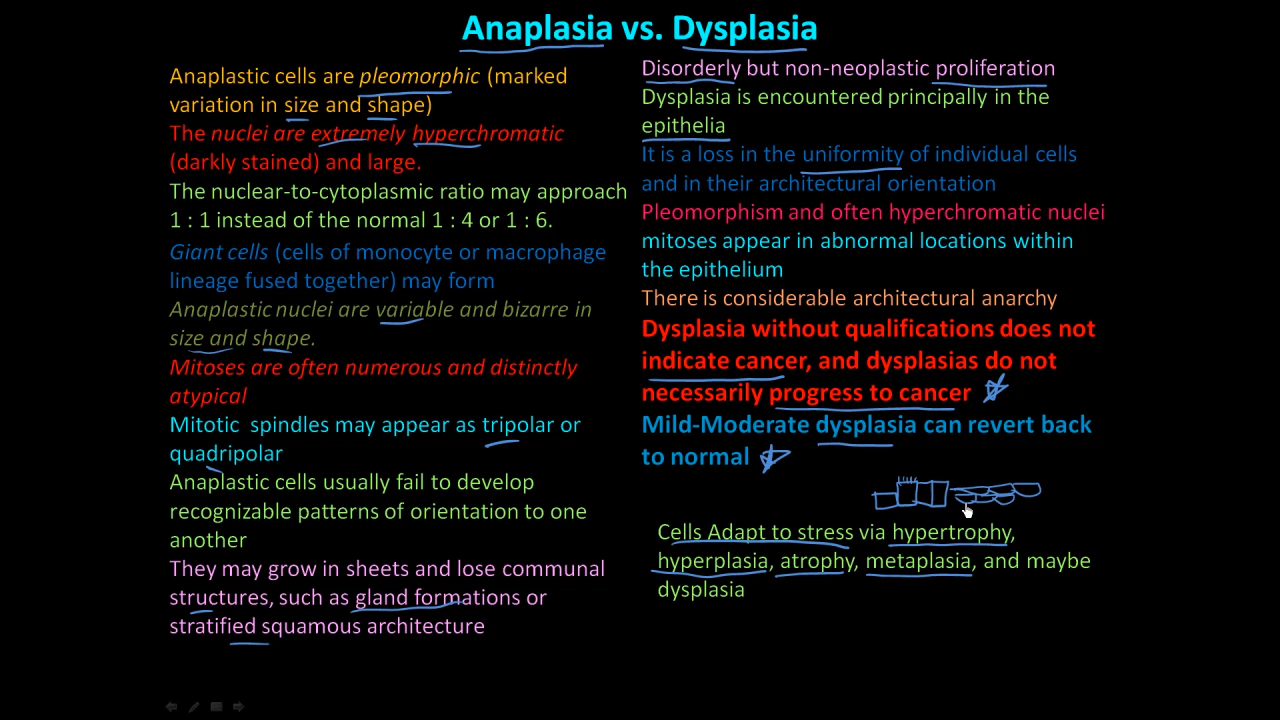 Anaplasia vs. Dysplasia
Anaplastic cells are pleomorphic (marked
variation in size and shape)
The nuclei are extremely hyperchromatic
(darkly stained) and large.
The nuclear-to-cytoplasmic ratio may approach
1 : 1 instead of the normal 1 : 4 or 1 : 6.
Giant cells (cells of monocyte or macrophage
lineage fused together) may form
Anaplastic nuclei are variable and bizarre in
size and shape.
Mitoses are often numerous and distinctly
atypical
Mitotic spindles may appear as tripolar or
quadripolar
Anaplastic cells usually fail to develop
recognizable patterns of orientation to one
another
They may grow in sheets and lose communal
structures, such as gland formations or
stratified squamous architecture
Disorderly but non-neoplastic proliferation
Dysplasia is encountered principally in the
epithelia
It is a loss in the uniformity of individual cells
and in their architectural orientation
Pleomorphism and often hyperchromatic nuclei
mitoses appear in abnormal locations within
the epithelium
There is considerable architectural anarchy
Dysplasia without qualifications does not
indicate cancer, and dysplasias do not
necessarily progress to cancer
Mild-Moderate dysplasia can revert back
to normal
Cells Adapt to stress via hypertrophy,
hyperplasia, atrophy, metaplasia, and maybe
dysplasia